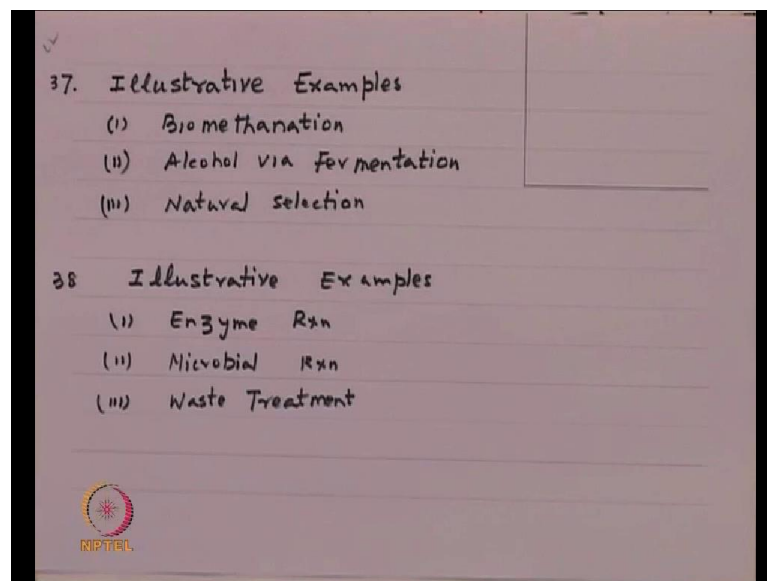 37. Illustrative Examples
(i) Biomethanation
(ii) Alcohol via Fermentation
(iii) Natural Selection
38 Illustrative Examples
(i) Enzyme Rxn
(ii) Microbial Rxn
(iii) Waste Treatment
NPTEL